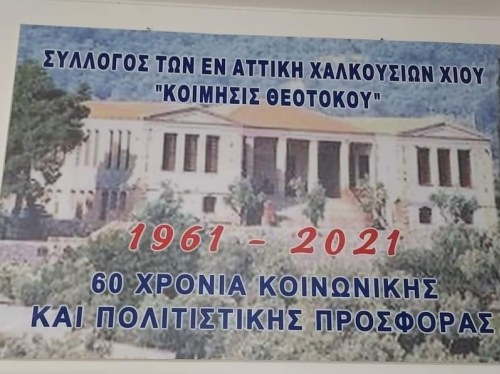 ΣΥΛΛΟΓΟΣ ΤΩΝ ΕΝ ΑΤΤΙΚΗ ΧΑΛΚΟΥΣΙΩΝ ΧΙΟΥ
"ΚΟΙΜΗΣΙΣ ΘΕΟΤΟΚΟΥ"
1961 - 2021
60 ΧΡΟΝΙΑ ΚΟΙΝΩΝΙΚΗΣ
ΚΑΙ ΠΟΛΙΤΙΣΤΙΚΗΣ ΠΡΟΣΦΟΡΑΣ